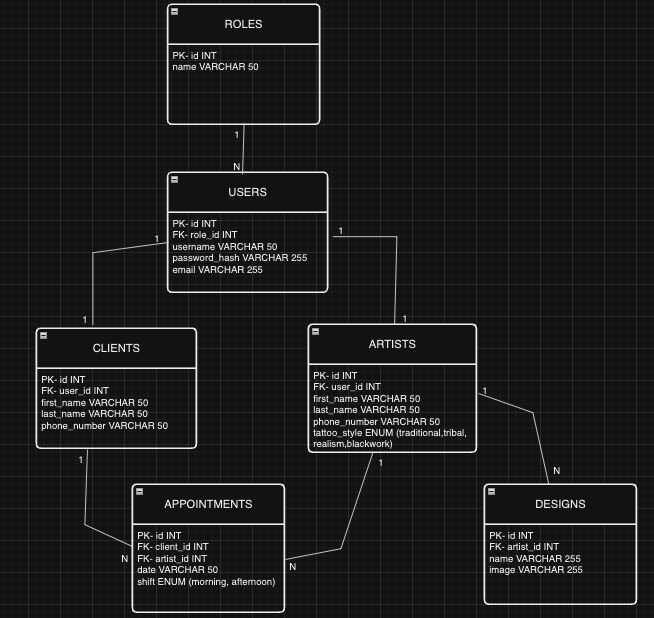 ROLES
PK- id INT
name VARCHAR 50
1
N
USERS
PK- id INT
FK- role_id INT
username VARCHAR 50
password_hash VARCHAR 255
email VARCHAR 255
1
1
1
1
CLIENTS
PK- id INT
FK- user_id INT
first_name VARCHAR 50
last_name VARCHAR 50
phone_number VARCHAR 50
ARTISTS
PK- id INT
FK- user_id INT
first_name VARCHAR 50
last_name VARCHAR 50
phone_number VARCHAR 50
tattoo_style ENUM (traditional,tribal,
realism,blackwork)
1
N
1
N
1
N
APPOINTMENTS
PK- id INT
FK- client_id INT
FK- artist_id INT
date VARCHAR 50
shift ENUM (morning, afternoon)
DESIGNS
PK- id INT
FK- artist_id INT
name VARCHAR 255
image VARCHAR 255